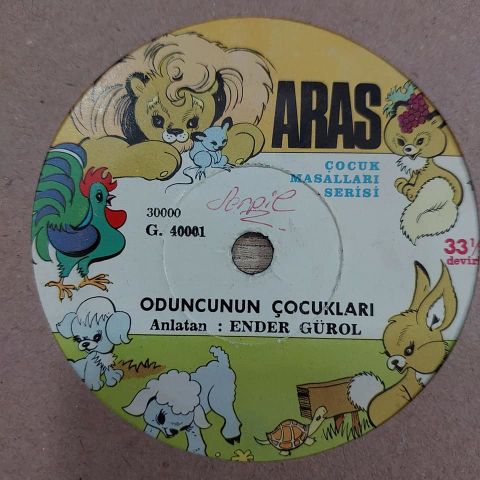 ARAS
ÇOCUK
MASALLARI
SERİSİ
30000
G. 40001
33⅓
devir
ODUNCUNUN ÇOCUKLARI
Anlatan : ENDER GÜROL